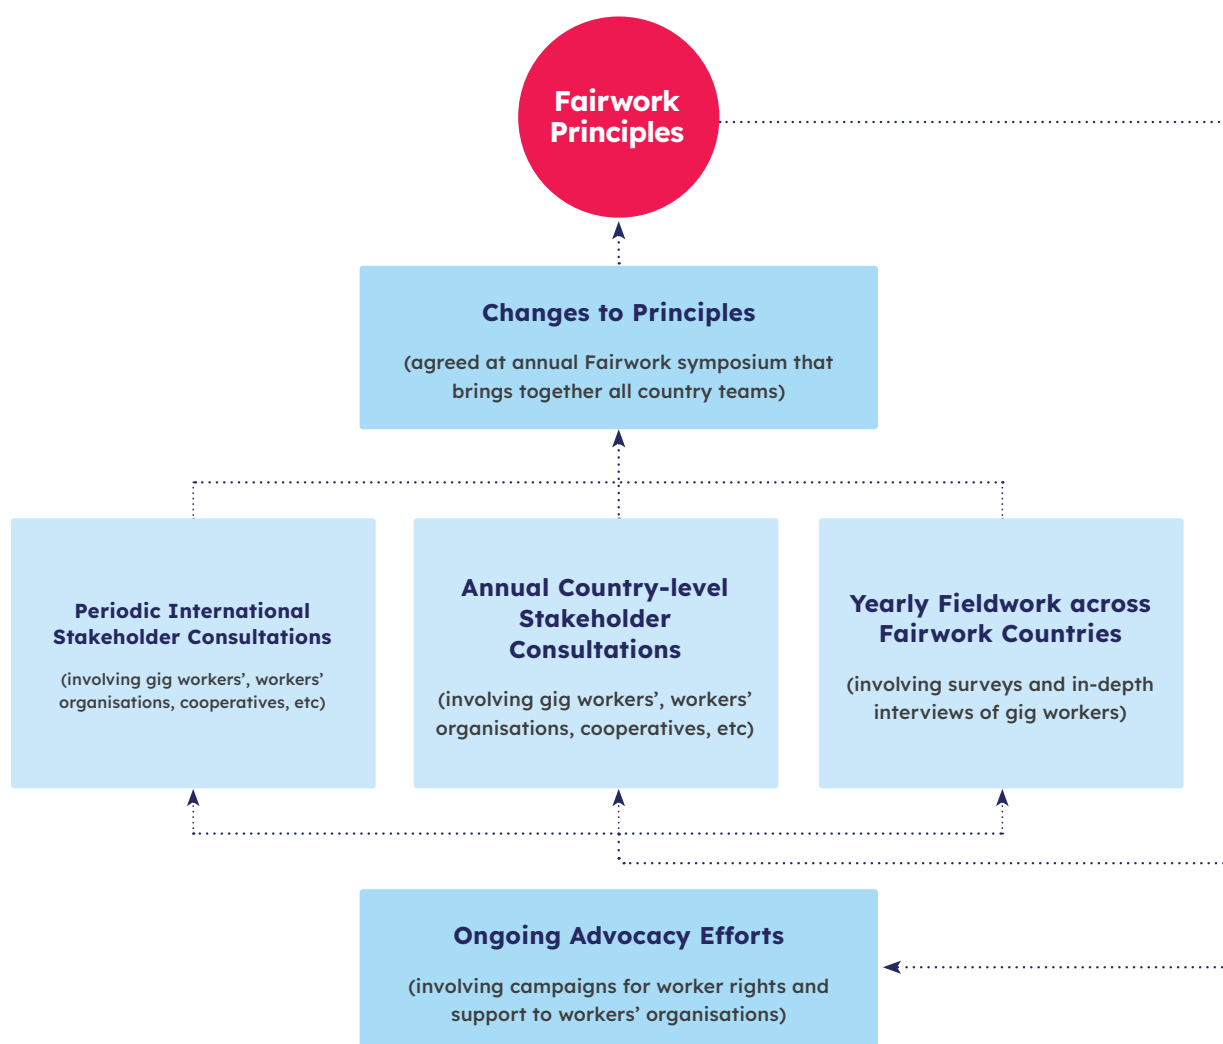 Fairwork
Principles
Changes to Principles
(agreed at annual Fairwork symposium that
brings together all country teams)
Periodic International
Stakeholder Consultations
(involving gig workers’, workers’
organisations, cooperatives, etc)
Annual Country-level
Stakeholder
Consultations
(involving gig workers’, workers’
organisations, cooperatives, etc)
Yearly Fieldwork across
Fairwork Countries
(involving surveys and in-depth
interviews of gig workers)
Ongoing Advocacy Efforts
(involving campaigns for worker rights and
support to workers’ organisations)